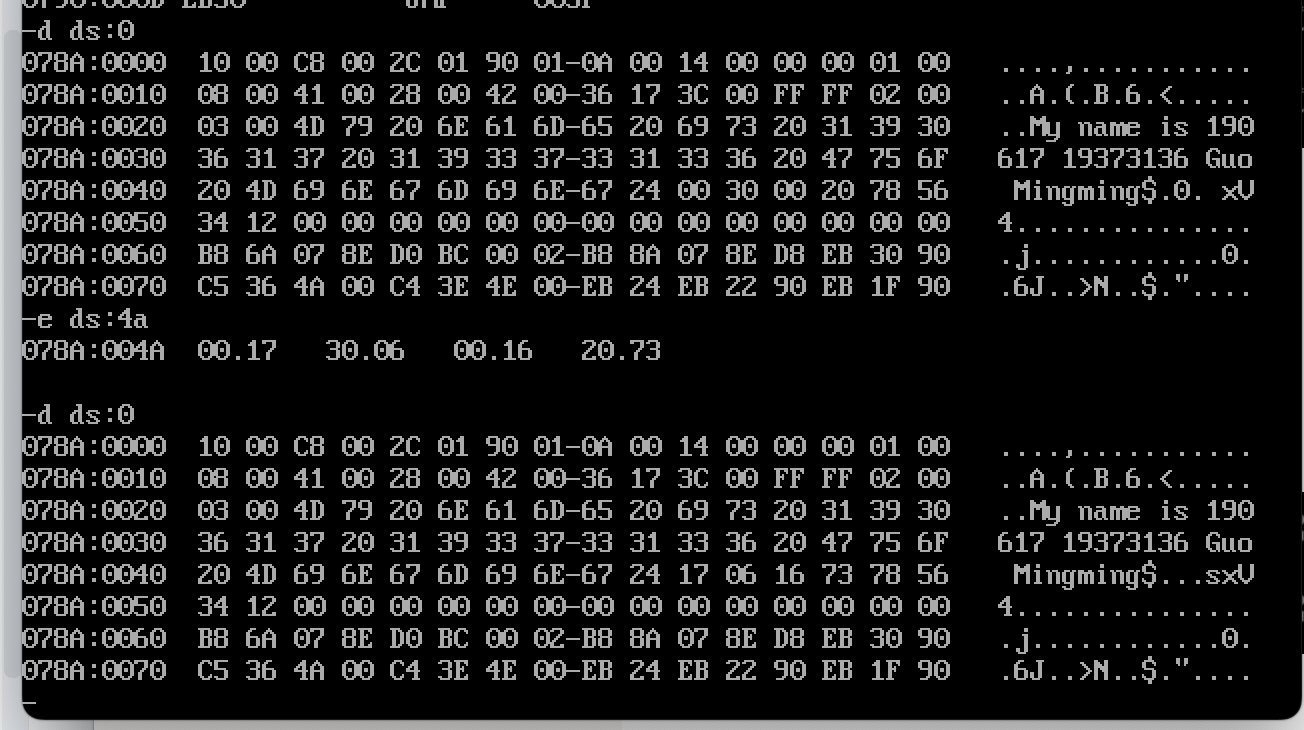 -d ds:0
078A:0000  10 00 C8 00 2C 01 90 01-0A 00 14 00 00 00 01 00   ....,...........
078A:0010  08 00 41 00 28 00 42 00-36 17 3C 00 FF FF 02 00   ..A.(.B.6.<.....
078A:0020  03 00 4D 79 20 6E 61 6D-65 20 69 73 20 31 39 30   ..My name is 190
078A:0030  36 31 37 20 31 39 33 37-33 31 33 36 20 47 75 6F   617 19373136 Guo
078A:0040  20 4D 69 6E 67 6D 69 6E-67 24 00 30 00 20 78 56    Mingming$.0. xV
078A:0050  34 12 00 00 00 00 00 00-00 00 00 00 00 00 00 00   4...............
078A:0060  B8 6A 07 8E D0 BC 00 02-B8 8A 07 8E D8 EB 30 90   .j............0.
078A:0070  C5 36 4A 00 C4 3E 4E 00-EB 24 EB 22 90 EB 1F 90   .6J..>N..$."....
-e ds:4a
078A:004A  00.17   30.06   00.16   20.73
-d ds:0
078A:0000  10 00 C8 00 2C 01 90 01-0A 00 14 00 00 00 01 00   ....,...........
078A:0010  08 00 41 00 28 00 42 00-36 17 3C 00 FF FF 02 00   ..A.(.B.6.<.....
078A:0020  03 00 4D 79 20 6E 61 6D-65 20 69 73 20 31 39 30   ..My name is 190
078A:0030  36 31 37 20 31 39 33 37-33 31 33 36 20 47 75 6F   617 19373136 Guo
078A:0040  20 4D 69 6E 67 6D 69 6E-67 24 17 06 16 73 78 56    Mingming$...sxV
078A:0050  34 12 00 00 00 00 00 00-00 00 00 00 00 00 00 00   4...............
078A:0060  B8 6A 07 8E D0 BC 00 02-B8 8A 07 8E D8 EB 30 90   .j............0.
078A:0070  C5 36 4A 00 C4 3E 4E 00-EB 24 EB 22 90 EB 1F 90   .6J..>N..$."....
-